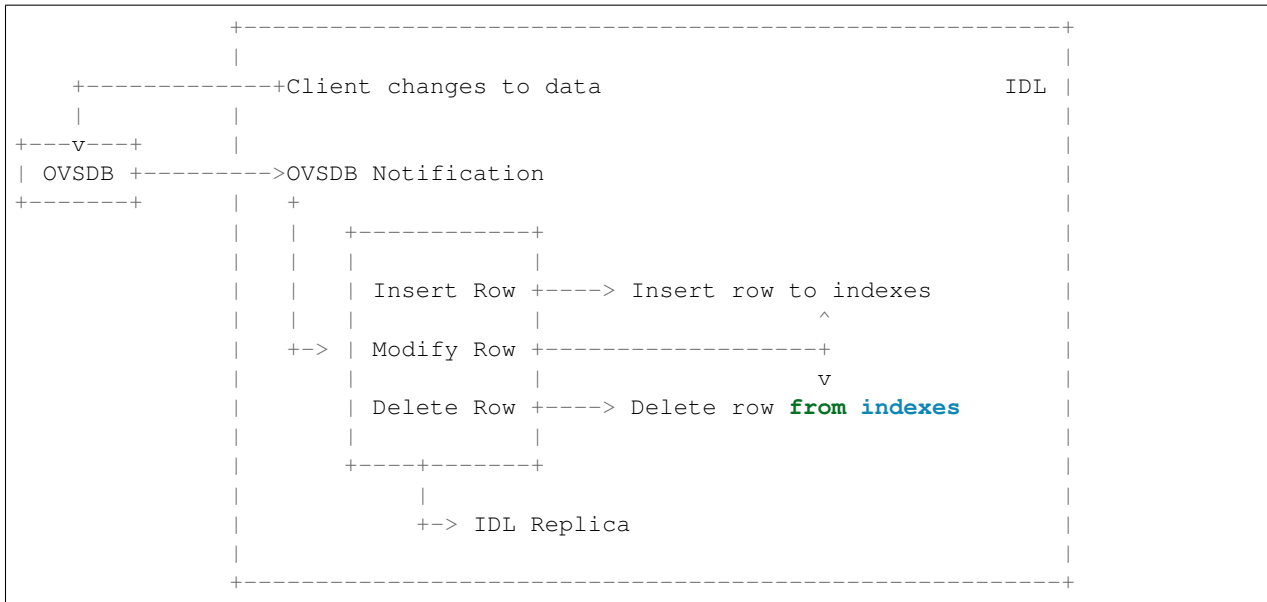 +---------------------------------------------------------+
|                                                         |
+-------------+Client changes to data                            IDL |
|          |                                                         |
+---v---+      |                                                         |
| OVSDB +--------->OVSDB Notification                                    |
+-------+      |   +                                                     |
|   |   +------------+                                    |
|   |   |            |                                    |
|   |   | Insert Row +----> Insert row to indexes         |
|   |   |            |                   ^                |
|   +-> | Modify Row +-------------------+                |
|       |            |                   v                |
|       | Delete Row +----> Delete row from indexes       |
|       |            |                                    |
|       +----+-------+                                    |
|            |                                            |
|            +-> IDL Replica                              |
|                                                         |
+---------------------------------------------------------+